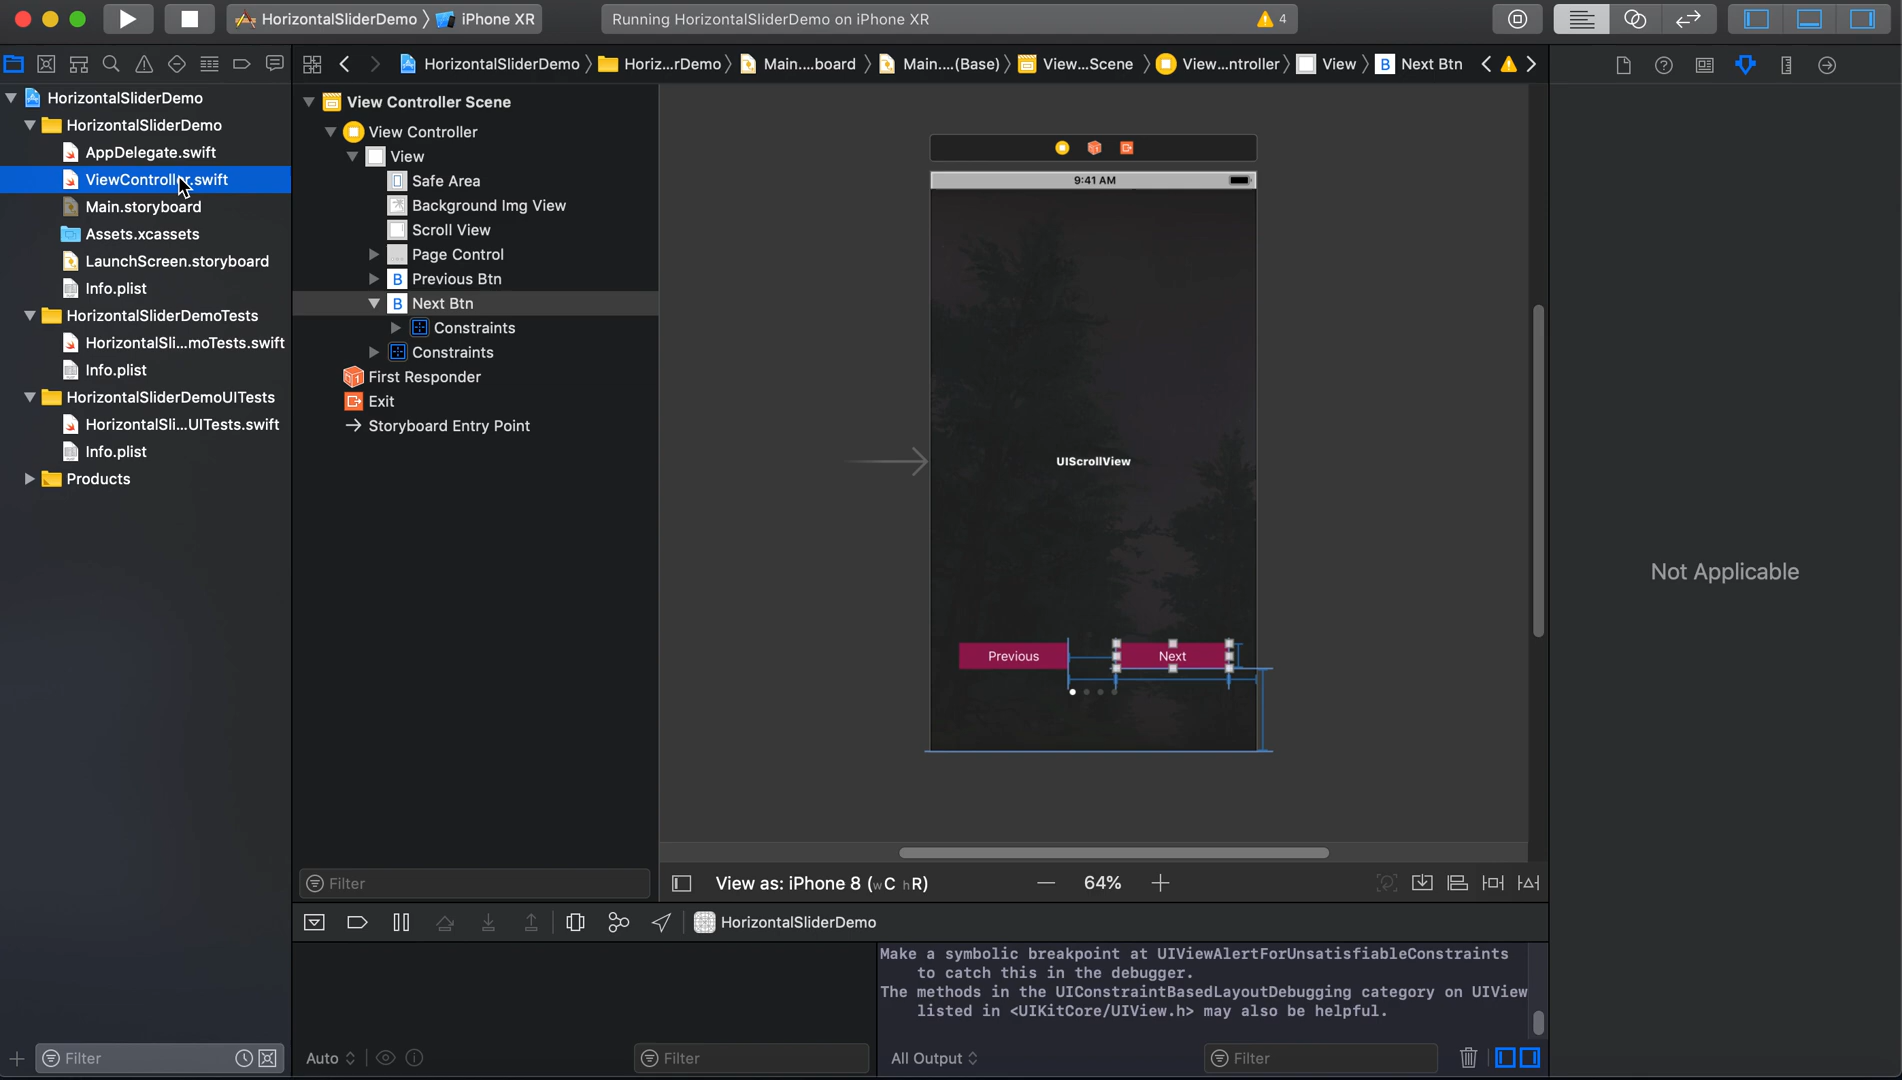 HorizontalSliderDemo 〉 iPhone XR
Running HorizontalSliderDemo on iPhone XR
4
HorizontalSliderDemo 〉 Horiz...rDemo 〉 Main....board 〉 Main....(Base) 〉 View...Scene 〉 View...ntroller 〉 View 〉 B Next Btn
HorizontalSliderDemo
HorizontalSliderDemo
AppDelegate.swift
ViewController.swift
Main.storyboard
Assets.xcassets
LaunchScreen.storyboard
Info.plist
HorizontalSliderDemoTests
HorizontalSli...moTests.swift
Info.plist
HorizontalSliderDemoUITests
HorizontalSli...UITests.swift
Info.plist
Products
Filter
View Controller Scene
View Controller
View
Safe Area
Background Img View
Scroll View
Page Control
B Previous Btn
B Next Btn
Constraints
Constraints
First Responder
Exit
Storyboard Entry Point
Filter
9:41 AM
UIScrollView
Previous
Next
View as: iPhone 8 (wC hR)
64%
Not Applicable
HorizontalSliderDemo
Make a symbolic breakpoint at UIViewAlertForUnsatisfiableConstraints
to catch this in the debugger.
The methods in the UIConstraintBasedLayoutDebugging category on UIView
listed in <UIKitCore/UIView.h> may also be helpful.
Auto
Filter
All Output
Filter